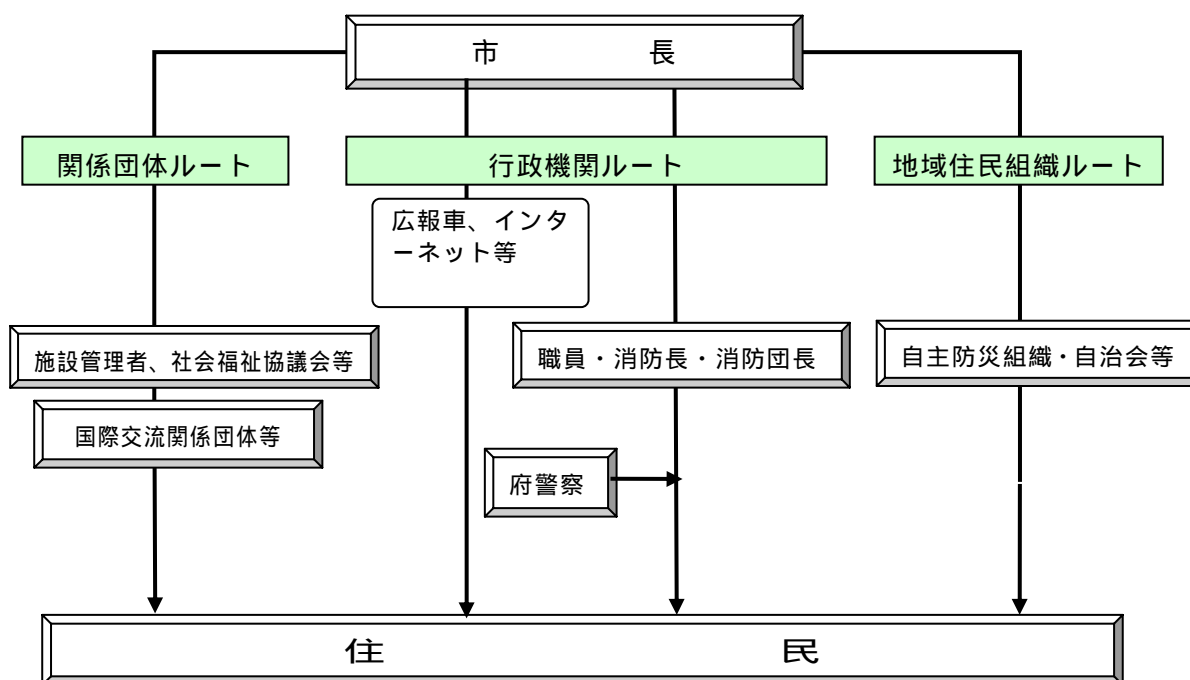 市　　　　　長
関係団体ルート
行政機関ルート
地域住民組織ルート
広報車、インタ
ーネット等
施設管理者、社会福祉協議会等
職員・消防長・消防団長
自主防災組織・自治会等
国際交流関係団体等
府警察
住　　　　　民